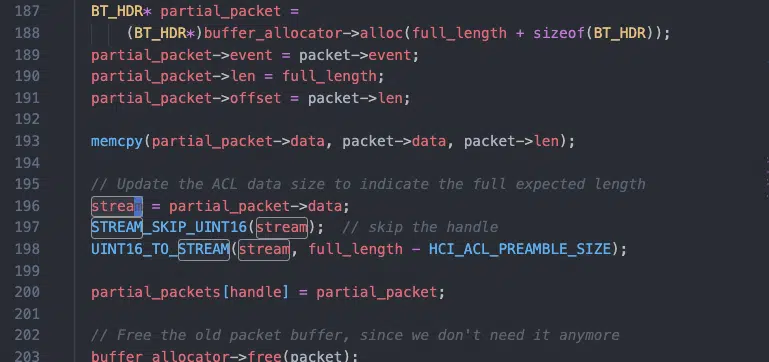 187 BT_HDR* partial_packet =
188 (BT_HDR*)buffer_allocator->alloc(full_length + sizeof(BT_HDR));
189 partial_packet->event = packet->event;
190 partial_packet->len = full_length;
191 partial_packet->offset = packet->len;
192
193 memcpy(partial_packet->data, packet->data, packet->len);
194
195 // Update the ACL data size to indicate the full expected length
196 stream = partial_packet->data;
197 STREAM_SKIP_UINT16(stream); // skip the handle
198 UINT16_TO_STREAM(stream, full_length - HCI_ACL_PREAMBLE_SIZE);
199
200 partial_packets[handle] = partial_packet;
201
202 // Free the old packet buffer, since we don't need it anymore
203 buffer_allocator->free(packet);